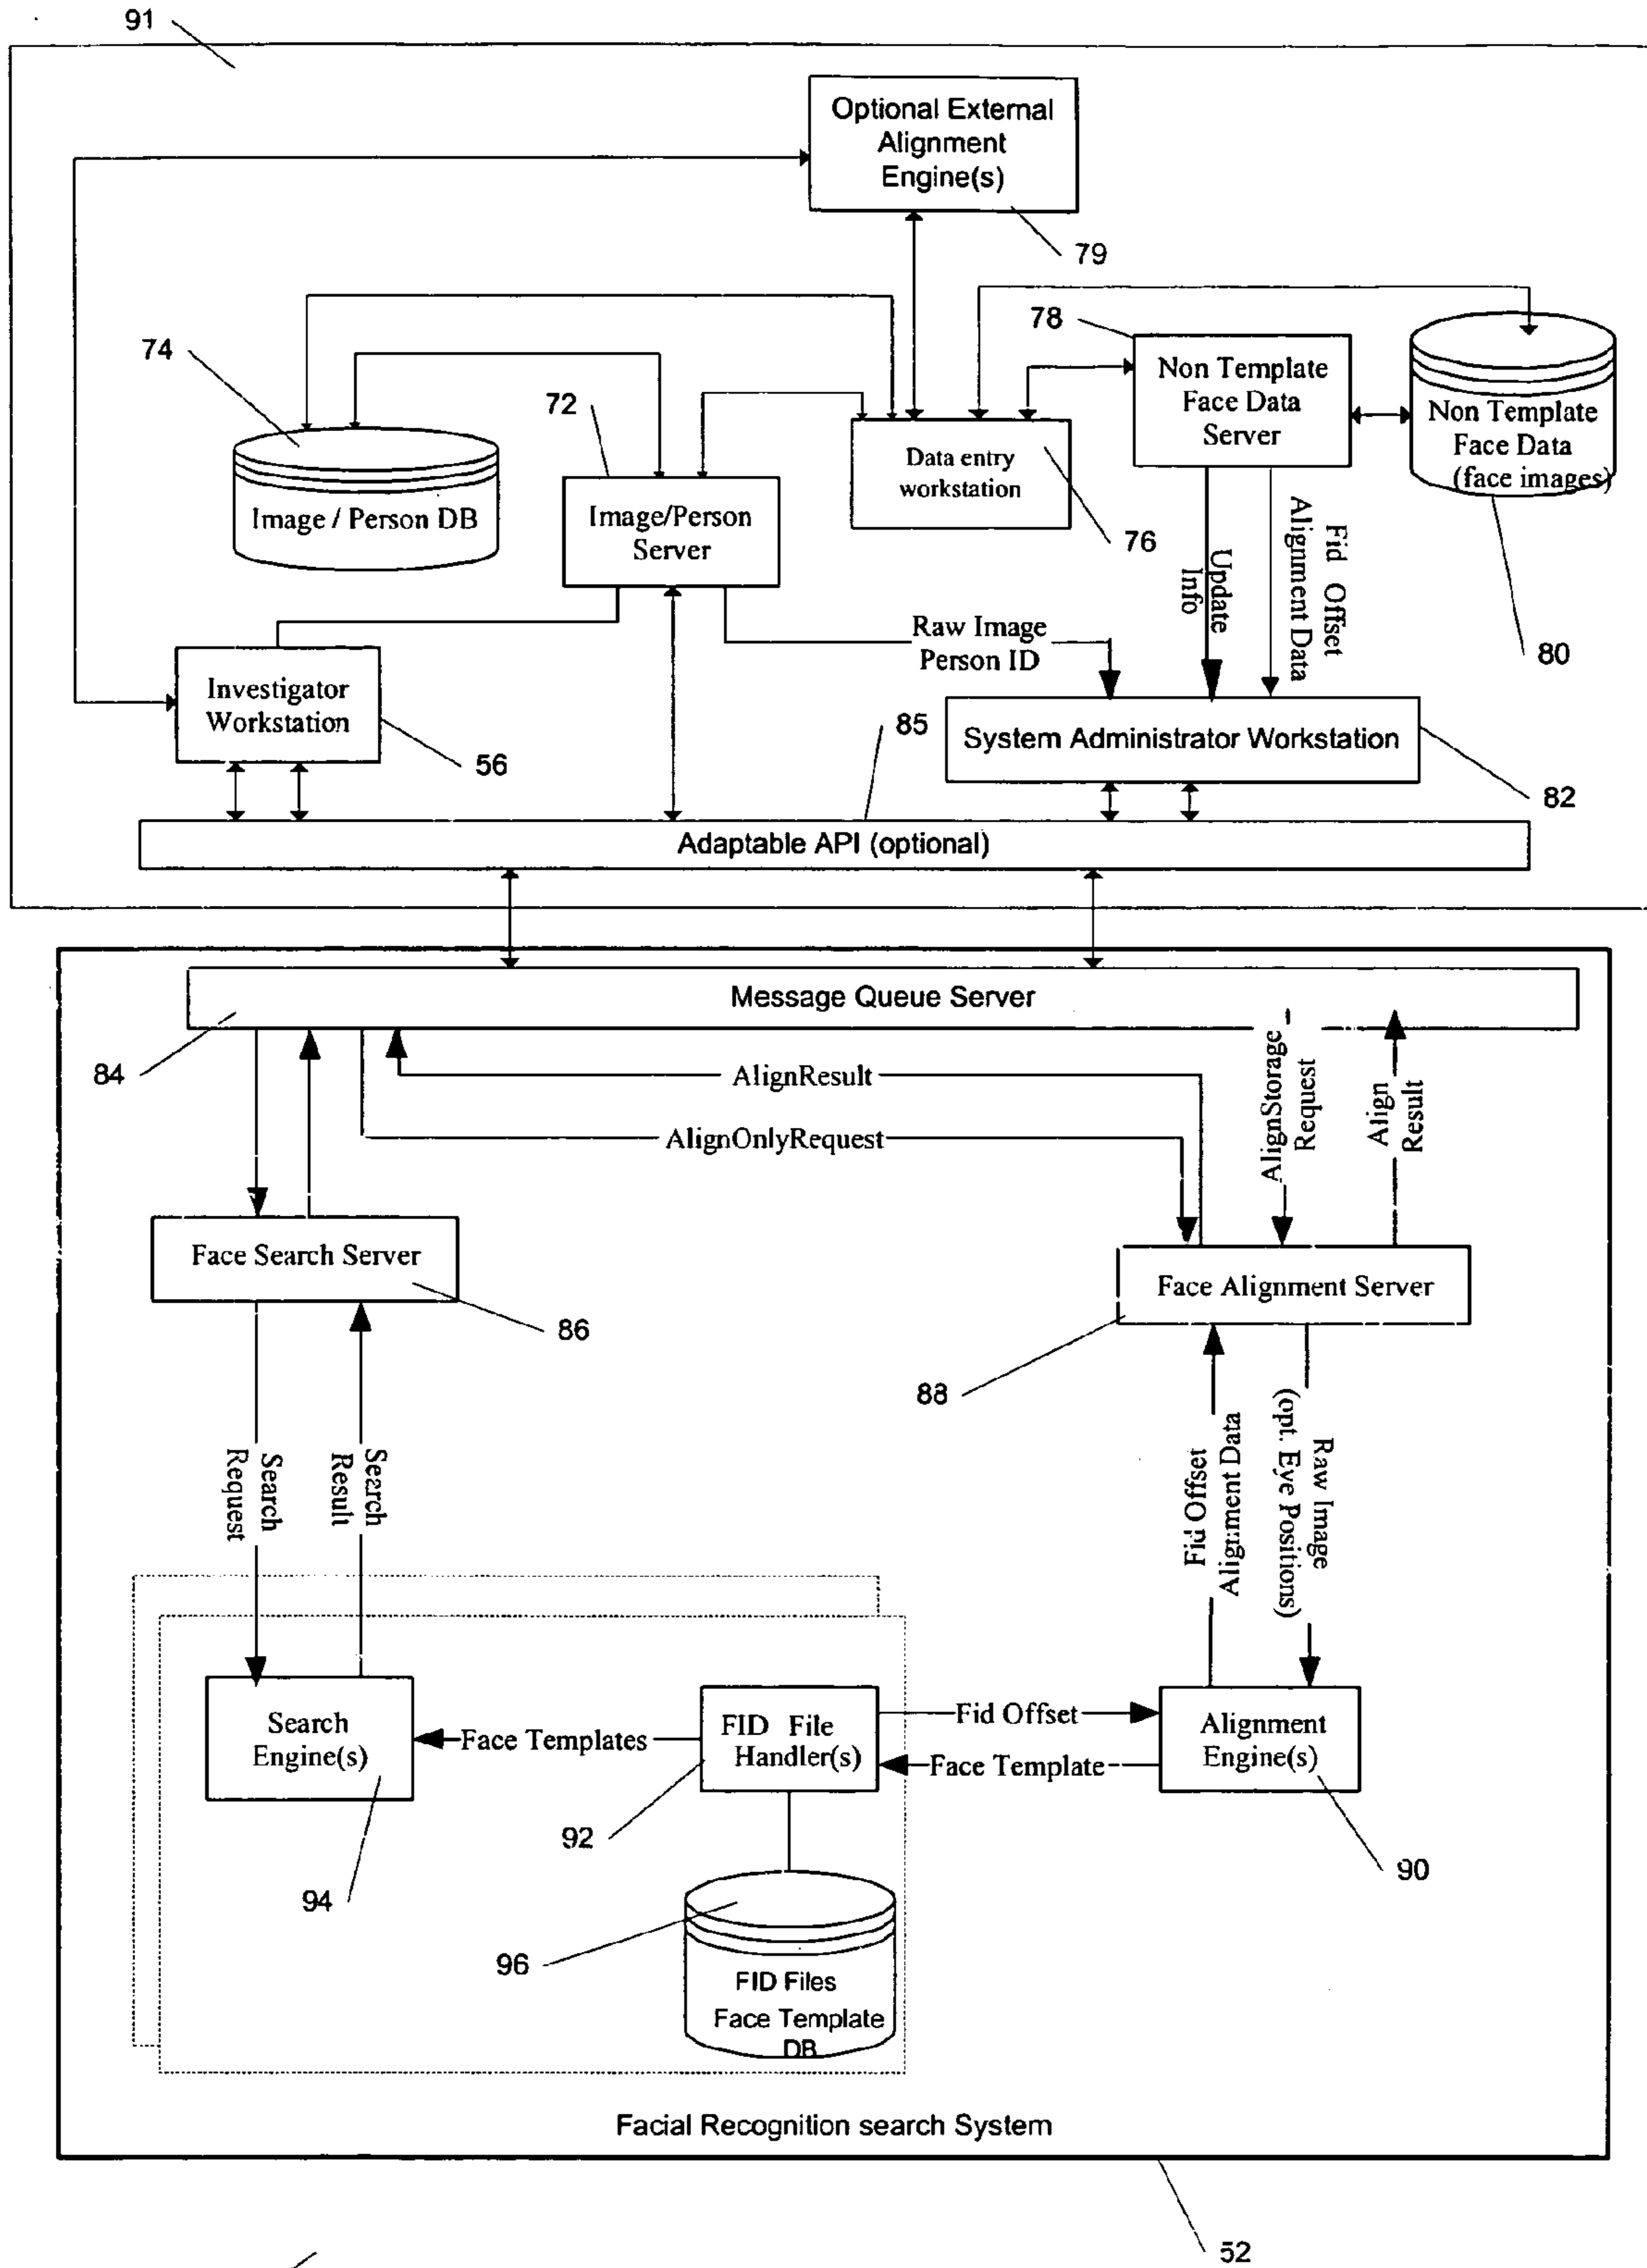 91
Optional External
Alignment
Engine(s)
79
78
74
72
Non Template
Face Data
Server
Non Template
Face Data
(face images)
Image / Person DB
Image/Person
Server
Data entry
workstation
76
Update
Info
Fid Offset
Alignment Data
80
Raw Image
Person ID
Investigator
Workstation
56
85
System Administrator Workstation
82
Adaptable API (optional)
Message Queue Server
84
AlignResult
AlignOnlyRequest
AlignStorage
Request
Align
Result
Face Search Server
86
Face Alignment Server
88
Search
Request
Search
Result
Fid Offset
Alignment Data
Raw Image
(opt. Eye Positions)
Search
Engine(s)
Face Templates
FID File
Handler(s)
Fid Offset
Face Template
Alignment
Engine(s)
92
94
90
96
FID Files
Face Template
DB
Facial Recognition search System
52